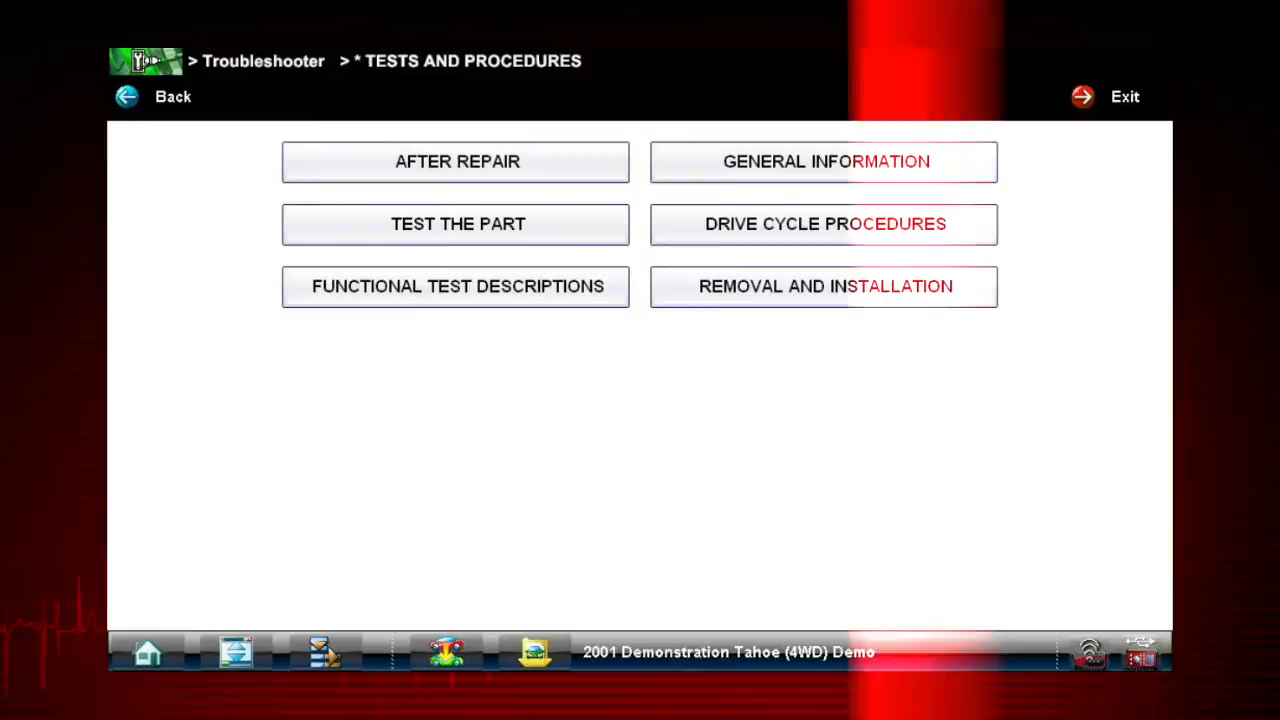 > Troubleshooter > * TESTS AND PROCEDURES
Back
Exit
AFTER REPAIR
GENERAL INFORMATION
TEST THE PART
DRIVE CYCLE PROCEDURES
FUNCTIONAL TEST DESCRIPTIONS
REMOVAL AND INSTALLATION
2001 Demonstration Tahoe (4WD) Demo